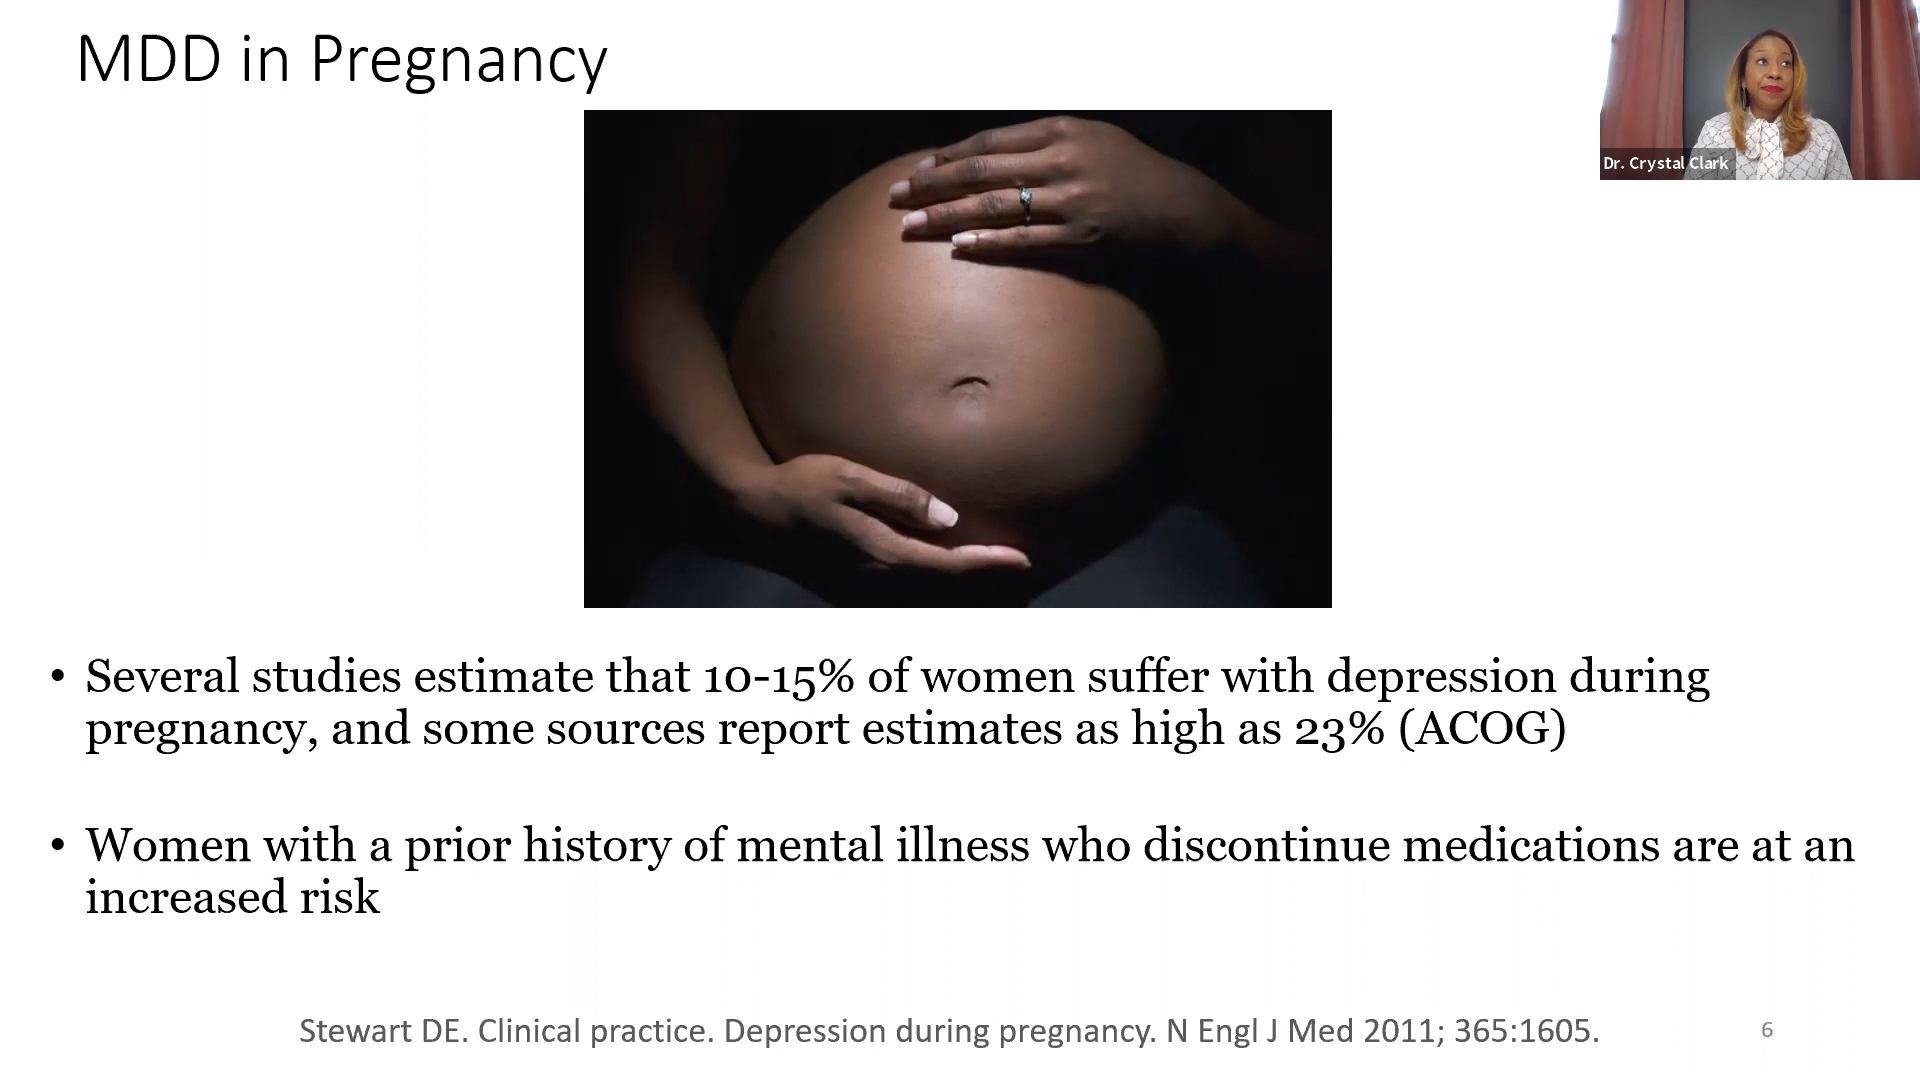 MDD in Pregnancy
Dr. Crystal Clark
• Several studies estimate that 10-15% of women suffer with depression during
pregnancy, and some sources report estimates as high as 23% (ACOG)
• Women with a prior history of mental illness who discontinue medications are at an
increased risk
Stewart DE. Clinical practice. Depression during pregnancy. N Engl J Med 2011; 365:1605.
6